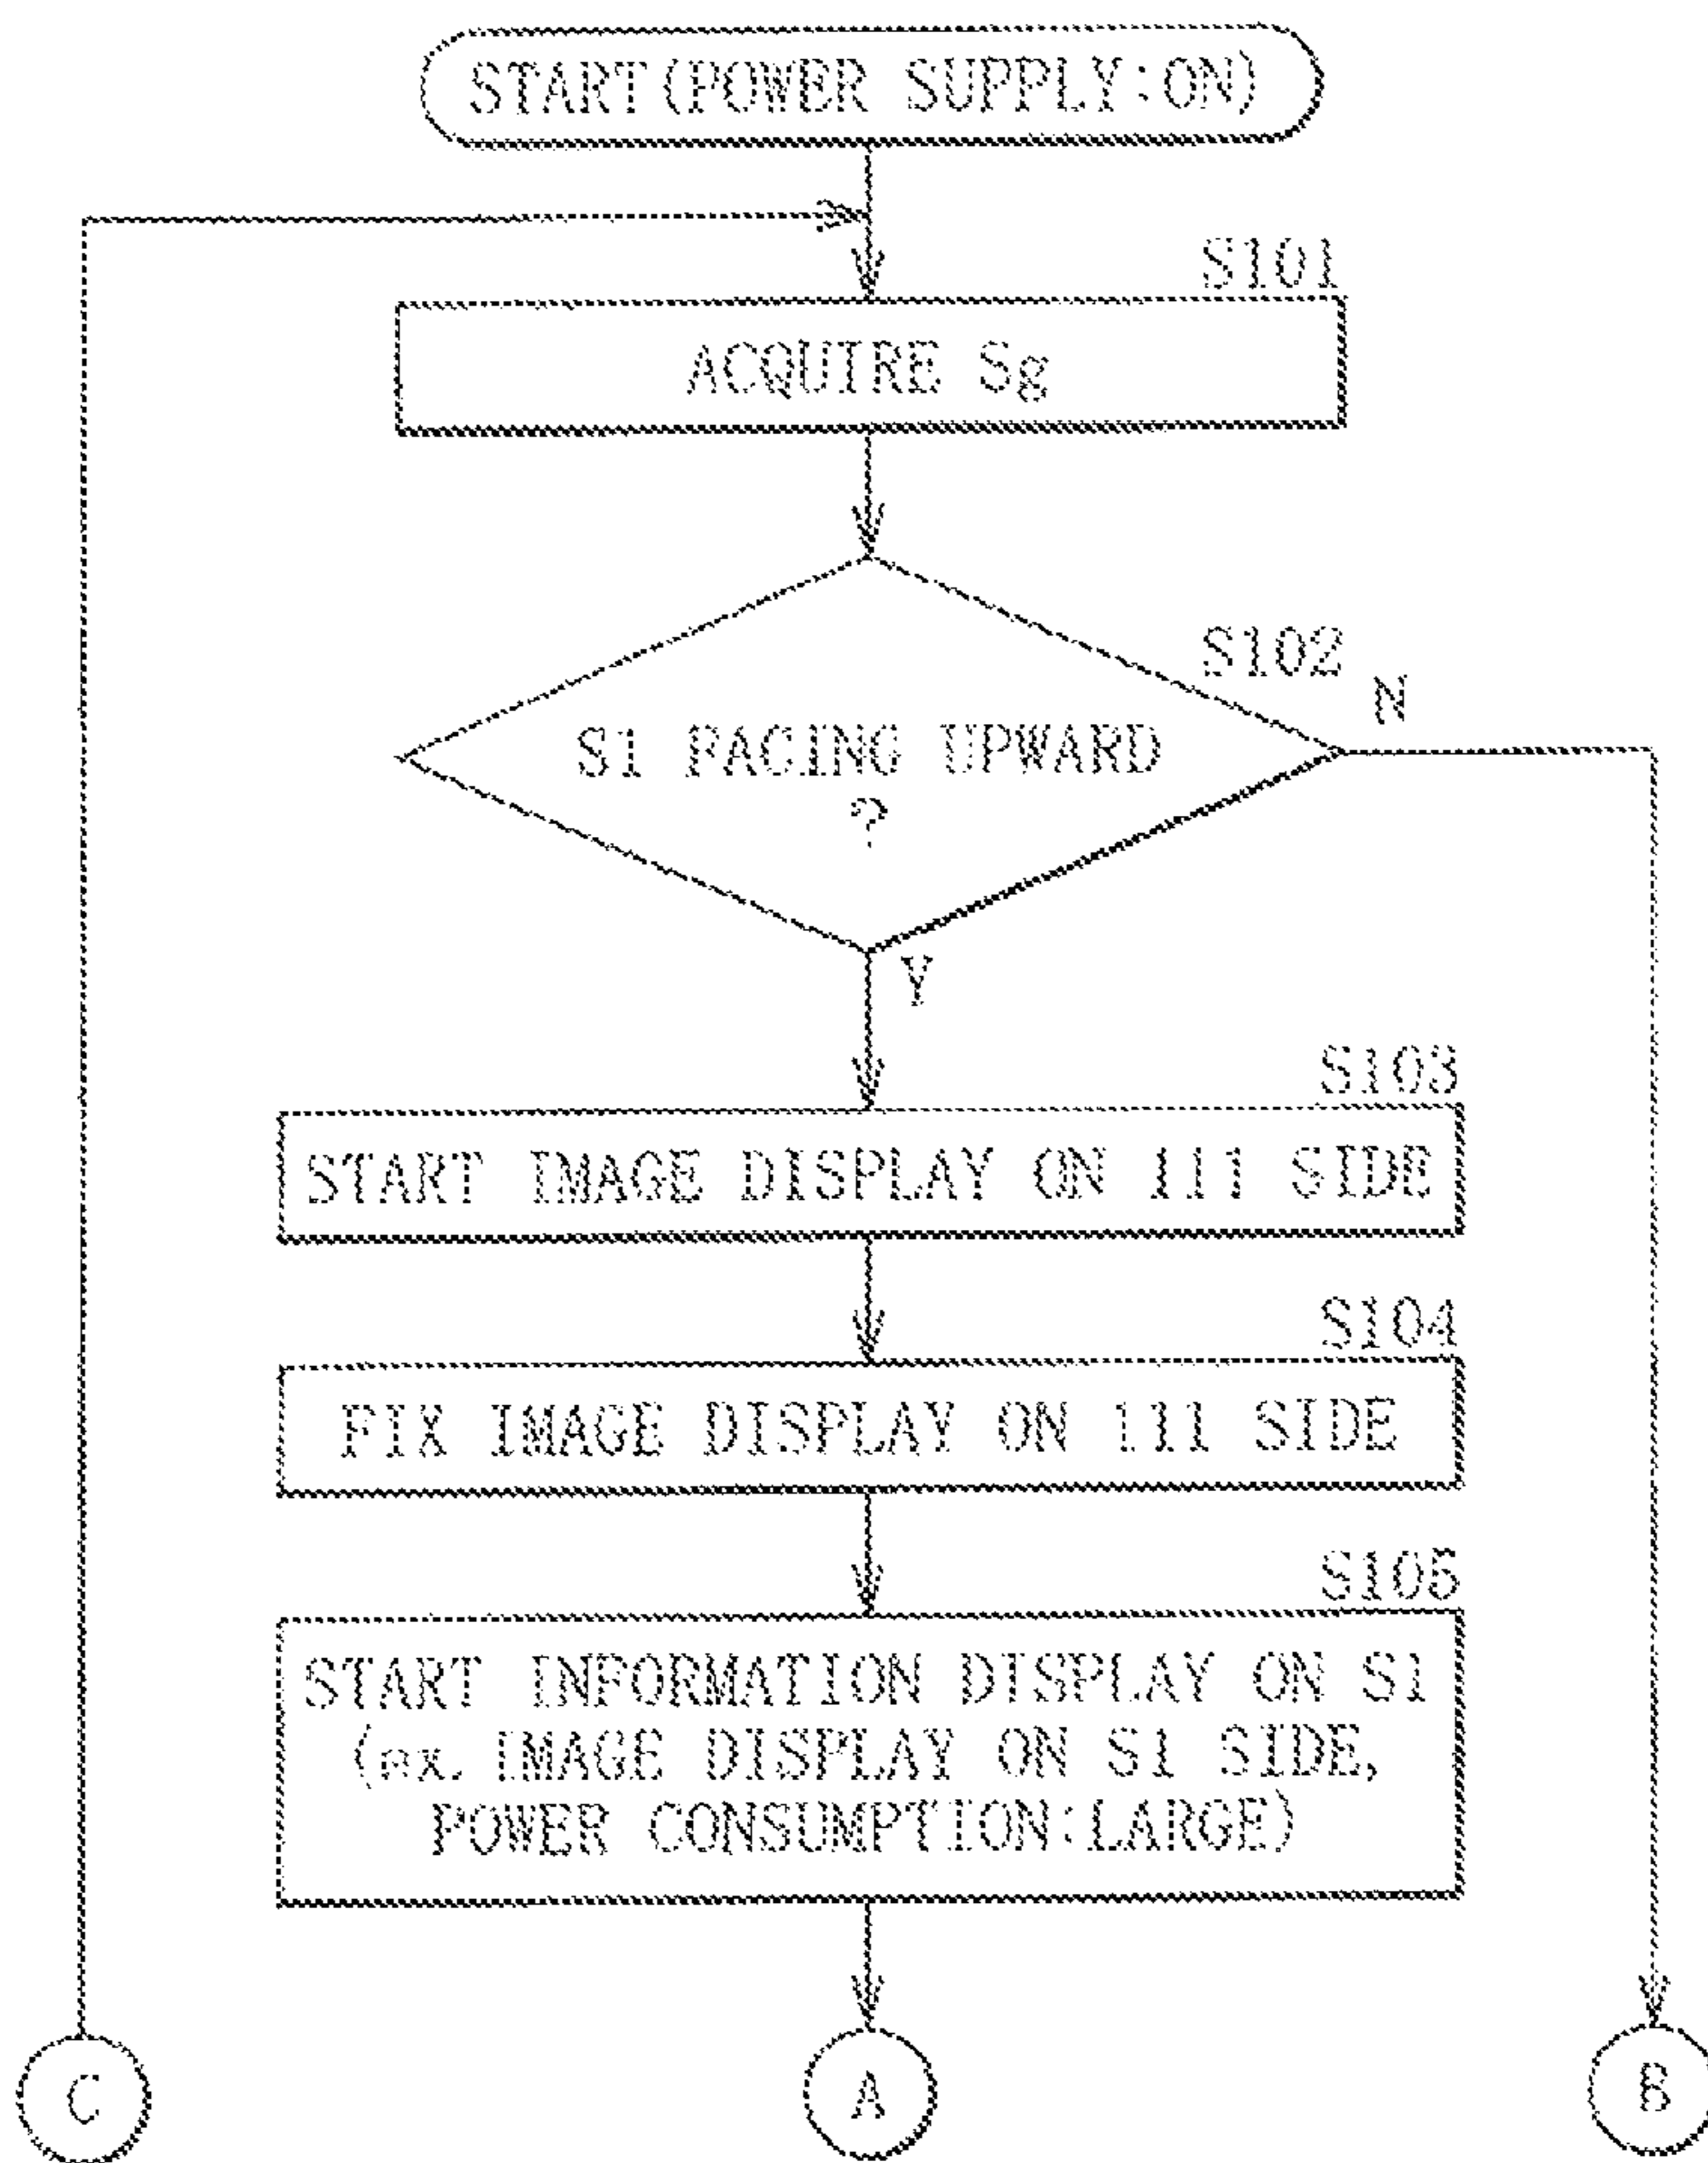 START(POWER SUPPLY:ON)
S101
ACQUIRE Sg
S102
N
S1 FACING UPWARD
?
Y
S103
START IMAGE DISPLAY ON 111 SIDE
S104
FIX IMAGE DISPLAY ON 111 SIDE
S105
START INFORMATION DISPLAY ON S1
(ex. IMAGE DISPLAY ON S1 SIDE,
POWER CONSUMPTION:LARGE)
C
A
B